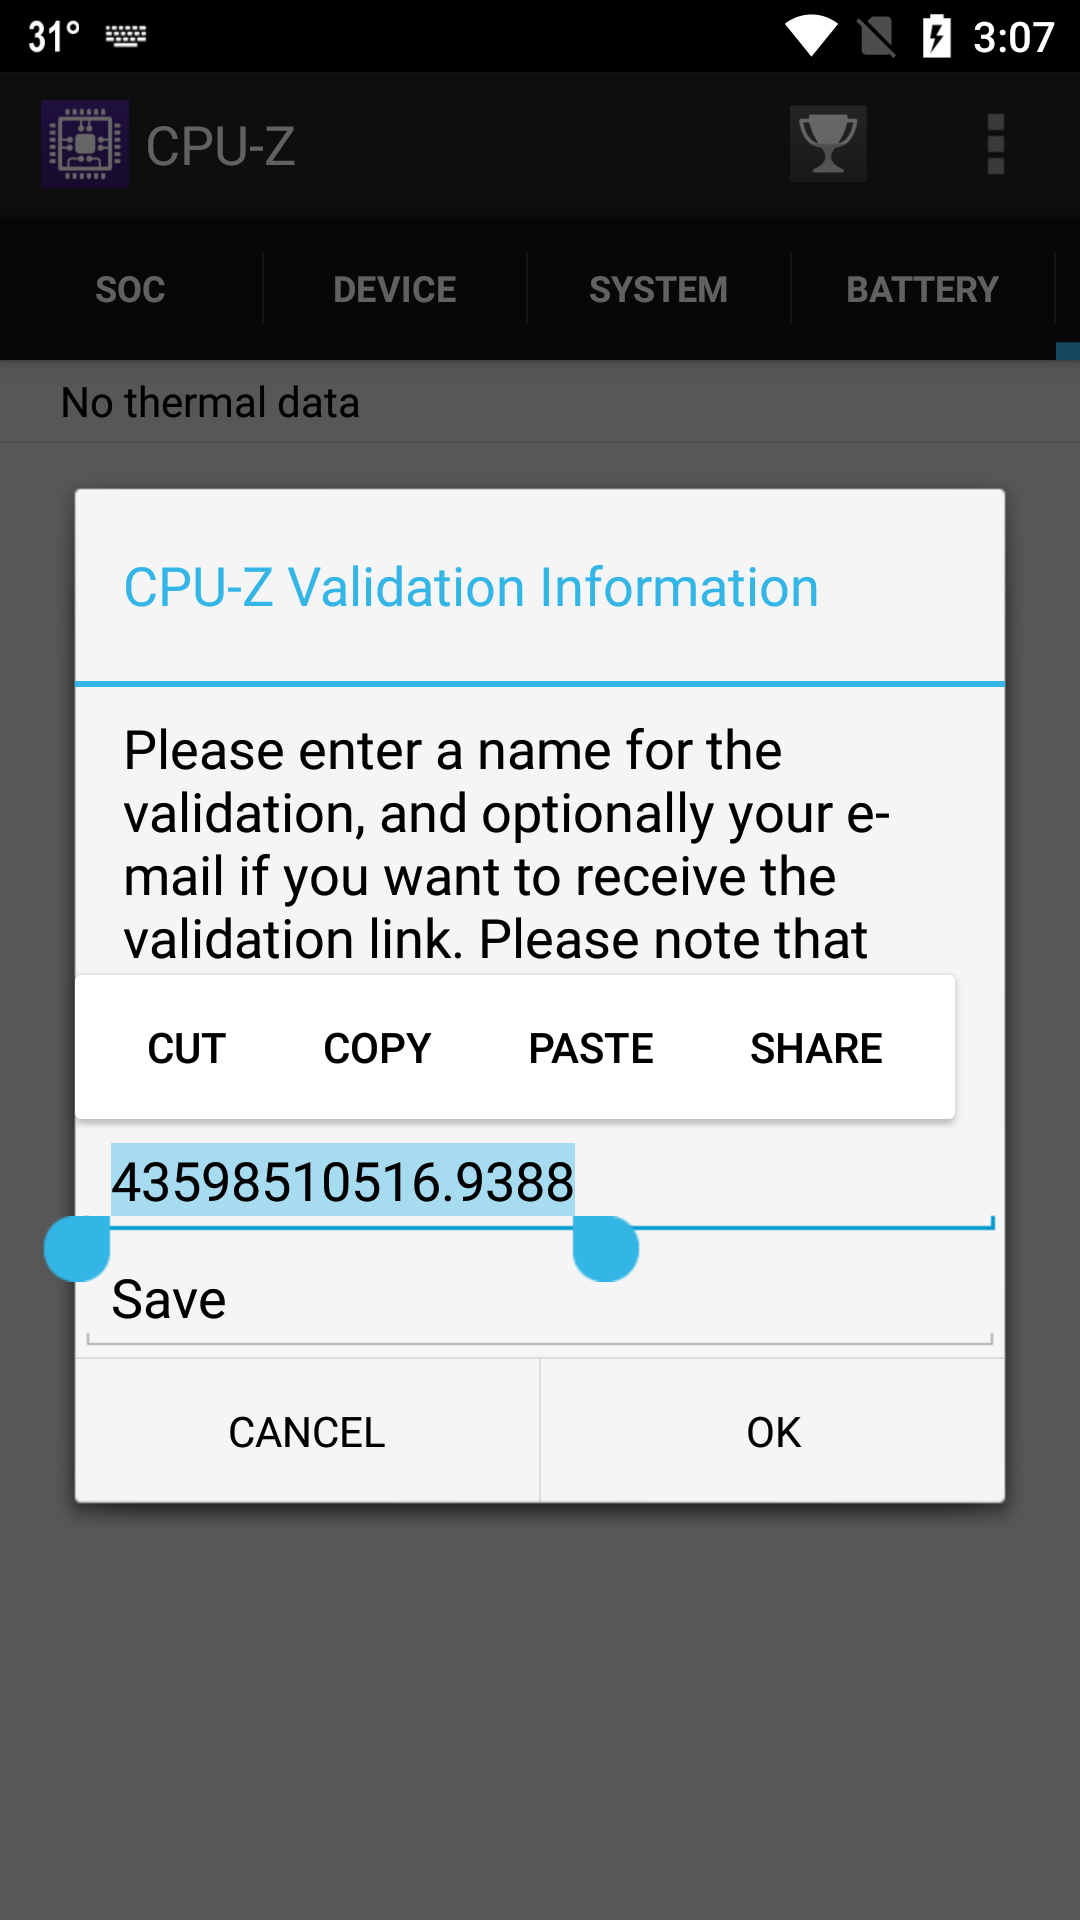 31° 3:07
CPU-Z
SOC DEVICE SYSTEM BATTERY
No thermal data
CPU-Z Validation Information
Please enter a name for the
validation, and optionally your e-
mail if you want to receive the
validation link. Please note that
CUT COPY PASTE SHARE
43598510516.9388
Save
CANCEL OK